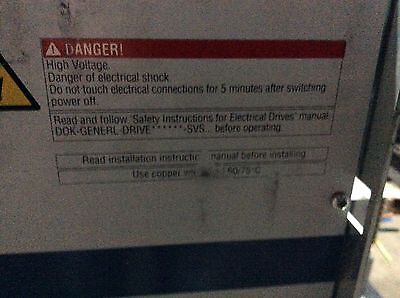 DANGER!
High Voltage.
Danger of electrical shock.
Do not touch electrical connections for 5 minutes after switching
power off.
Read and follow "Safety Instructions for Electrical Drives" manual
DOK-GENERL-DRIVE******-SVS... before operating.
Read installation instruction manual before installing
Use copper 60/75°C